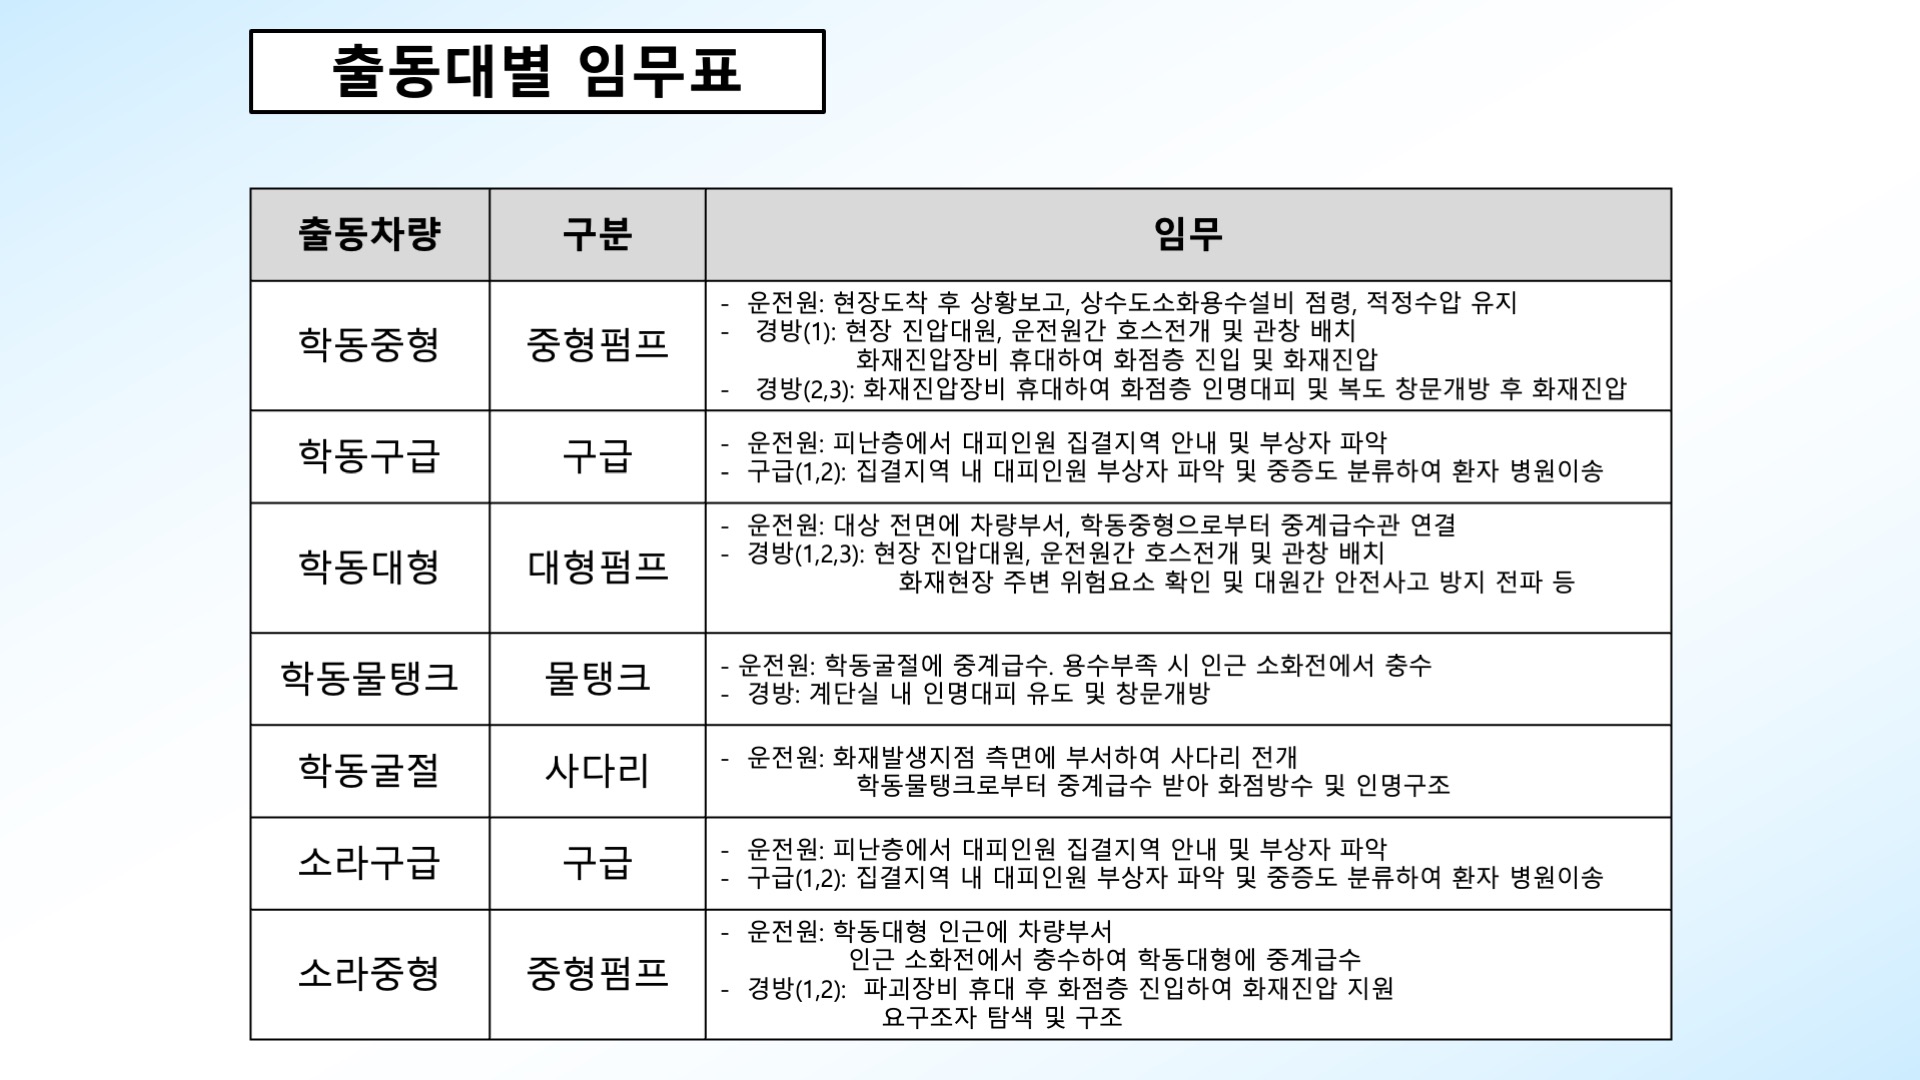 출동대별 임무표
출동차량 구분 임무
학동중형 중형펌프
- 운전원: 현장도착 후 상황보고, 상수도소화용수설비 점령, 적정수압 유지
- 경방(1): 현장 진압대원, 운전원간 호스전개 및 관창 배치
화재진압장비 휴대하여 화점층 진입 및 화재진압
- 경방(2,3): 화재진압장비 휴대하여 화점층 인명대피 및 복도 창문개방 후 화재진압
학동구급 구급
- 운전원: 피난층에서 대피인원 집결지역 안내 및 부상자 파악
- 구급(1,2): 집결지역 내 대피인원 부상자 파악 및 중증도 분류하여 환자 병원이송
학동대형 대형펌프
- 운전원: 대상 전면에 차량부서, 학동중형으로부터 중계급수관 연결
- 경방(1,2,3): 현장 진압대원, 운전원간 호스전개 및 관창 배치
화재현장 주변 위험요소 확인 및 대원간 안전사고 방지 전파 등
학동물탱크 물탱크
- 운전원: 학동굴절에 중계급수. 용수부족 시 인근 소화전에서 충수
- 경방: 계단실 내 인명대피 유도 및 창문개방
학동굴절 사다리
- 운전원: 화재발생지점 측면에 부서하여 사다리 전개
학동물탱크로부터 중계급수 받아 화점방수 및 인명구조
소라구급 구급
- 운전원: 피난층에서 대피인원 집결지역 안내 및 부상자 파악
- 구급(1,2): 집결지역 내 대피인원 부상자 파악 및 중증도 분류하여 환자 병원이송
소라중형 중형펌프
- 운전원: 학동대형 인근에 차량부서
인근 소화전에서 충수하여 학동대형에 중계급수
- 경방(1,2): 파괴장비 휴대 후 화점층 진입하여 화재진압 지원
요구조자 탐색 및 구조